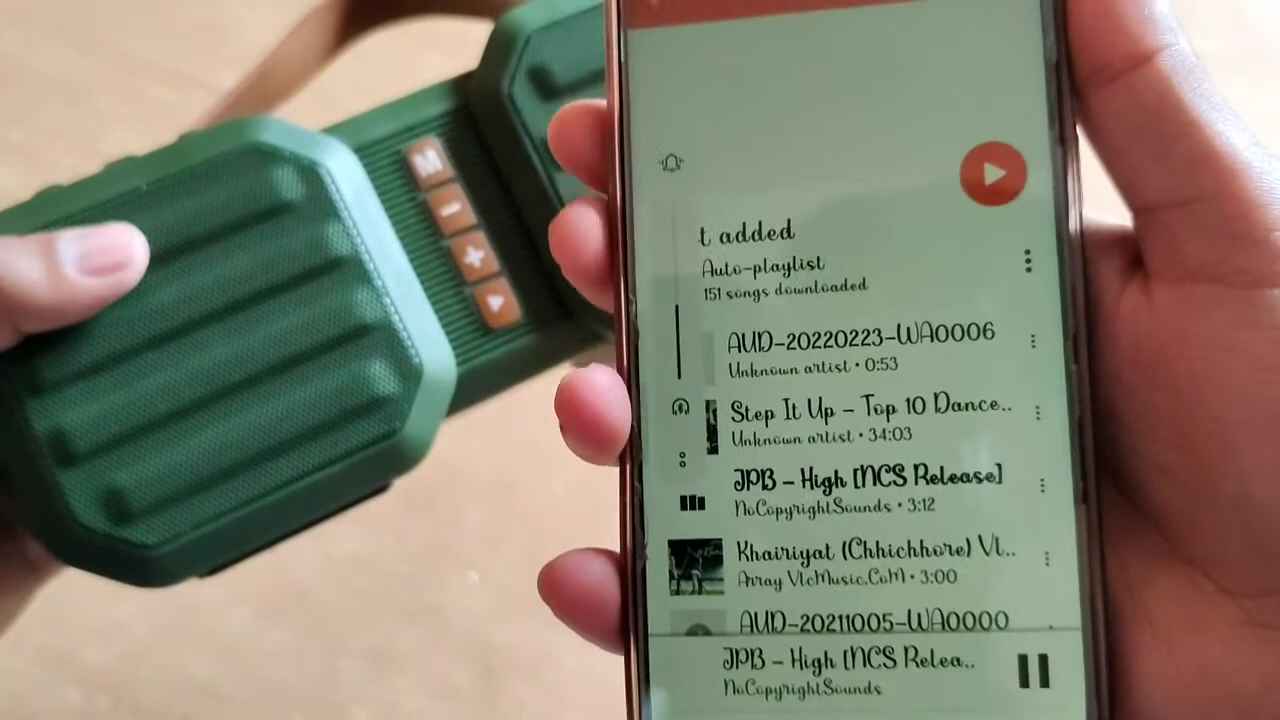 M
t added
Auto-playlist
151 songs downloaded
AUD-20220223-WA0006
Unknown artist • 0:53
Step It Up – Top 10 Dance..
Unknown artist • 34:03
JPB – High [NCS Release]
NoCopyrightSounds • 3:12
Khairiyat (Chhichhore) Vl..
Array VlcMusic.CoM • 3:00
AUD-20211005-WA0000
JPB – High [NCS Relea..
NoCopyrightSounds